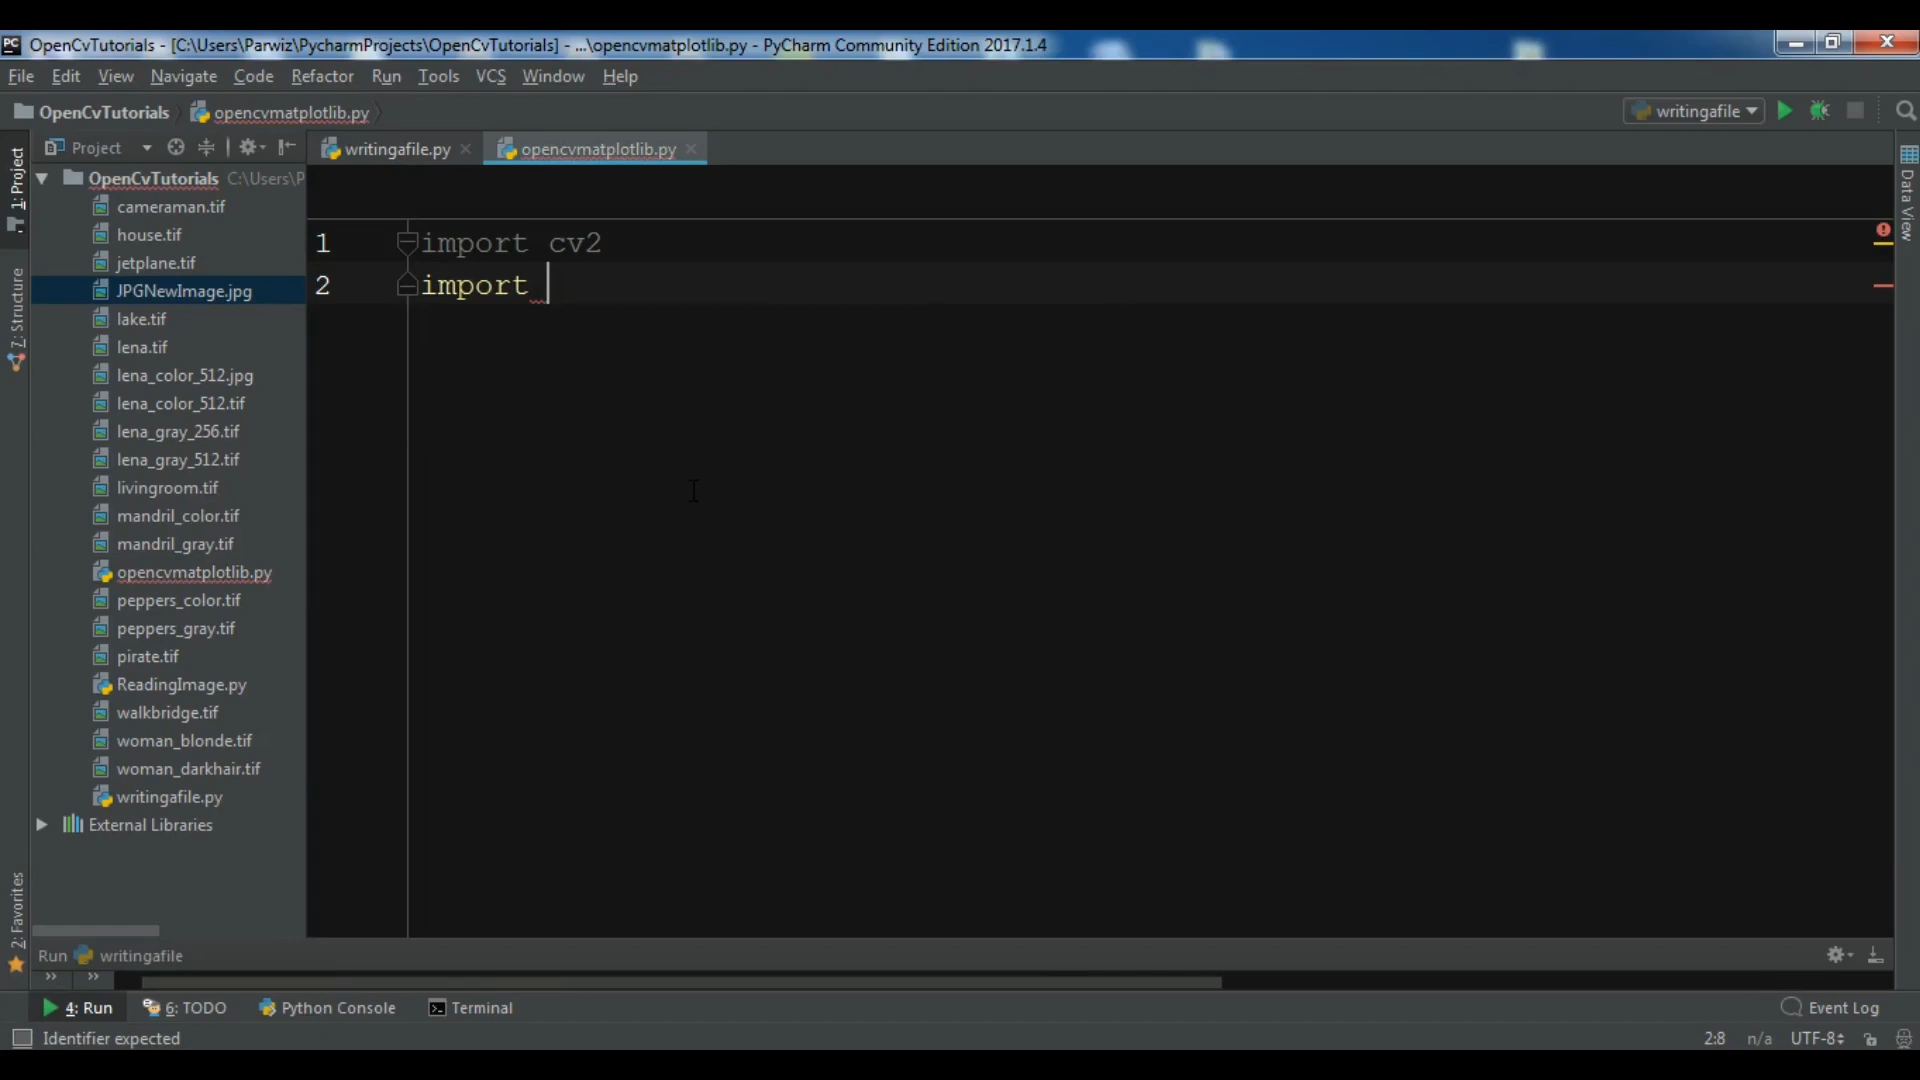 PC OpenCvTutorials - [C:\Users\Parwiz\PycharmProjects\OpenCvTutorials] - ...\opencvmatplotlib.py - PyCharm Community Edition 2017.1.4
File Edit View Navigate Code Refactor Run Tools VCS Window Help
OpenCvTutorials opencvmatplotlib.py writingafile
Project writingafile.py opencvmatplotlib.py
1: Project
7: Structure
2: Favorites
Data View
OpenCvTutorials C:\Users\P
cameraman.tif
house.tif
jetplane.tif
JPGNewImage.jpg
lake.tif
lena.tif
lena_color_512.jpg
lena_color_512.tif
lena_gray_256.tif
lena_gray_512.tif
livingroom.tif
mandril_color.tif
mandril_gray.tif
opencvmatplotlib.py
peppers_color.tif
peppers_gray.tif
pirate.tif
ReadingImage.py
walkbridge.tif
woman_blonde.tif
woman_darkhair.tif
writingafile.py
External Libraries
1 import cv2
2 import
Run writingafile
4: Run 6: TODO Python Console Terminal Event Log
Identifier expected 2:8 n/a UTF-8